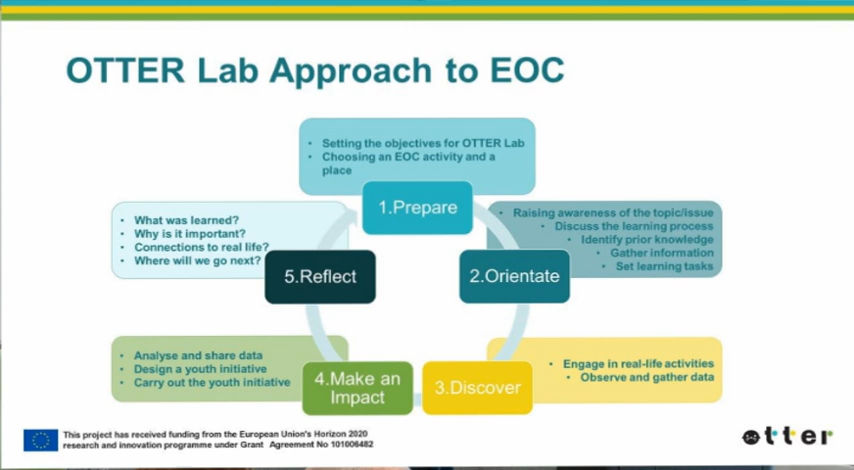 OTTER Lab Approach to EOC
• Setting the objectives for OTTER Lab
• Choosing an EOC activity and a
place
1.Prepare
• Raising awareness of the topic/issue
• Discuss the learning process
• Identify prior knowledge
• Gather information
• Set learning tasks
2.Orientate
• Engage in real-life activities
• Observe and gather data
3.Discover
• Analyse and share data
• Design a youth initiative
• Carry out the youth initiative
4.Make an
Impact
• What was learned?
• Why is it important?
• Connections to real life?
• Where will we go next?
5.Reflect
This project has received funding from the European Union's Horizon 2020
research and innovation programme under Grant Agreement No 101006482
otter